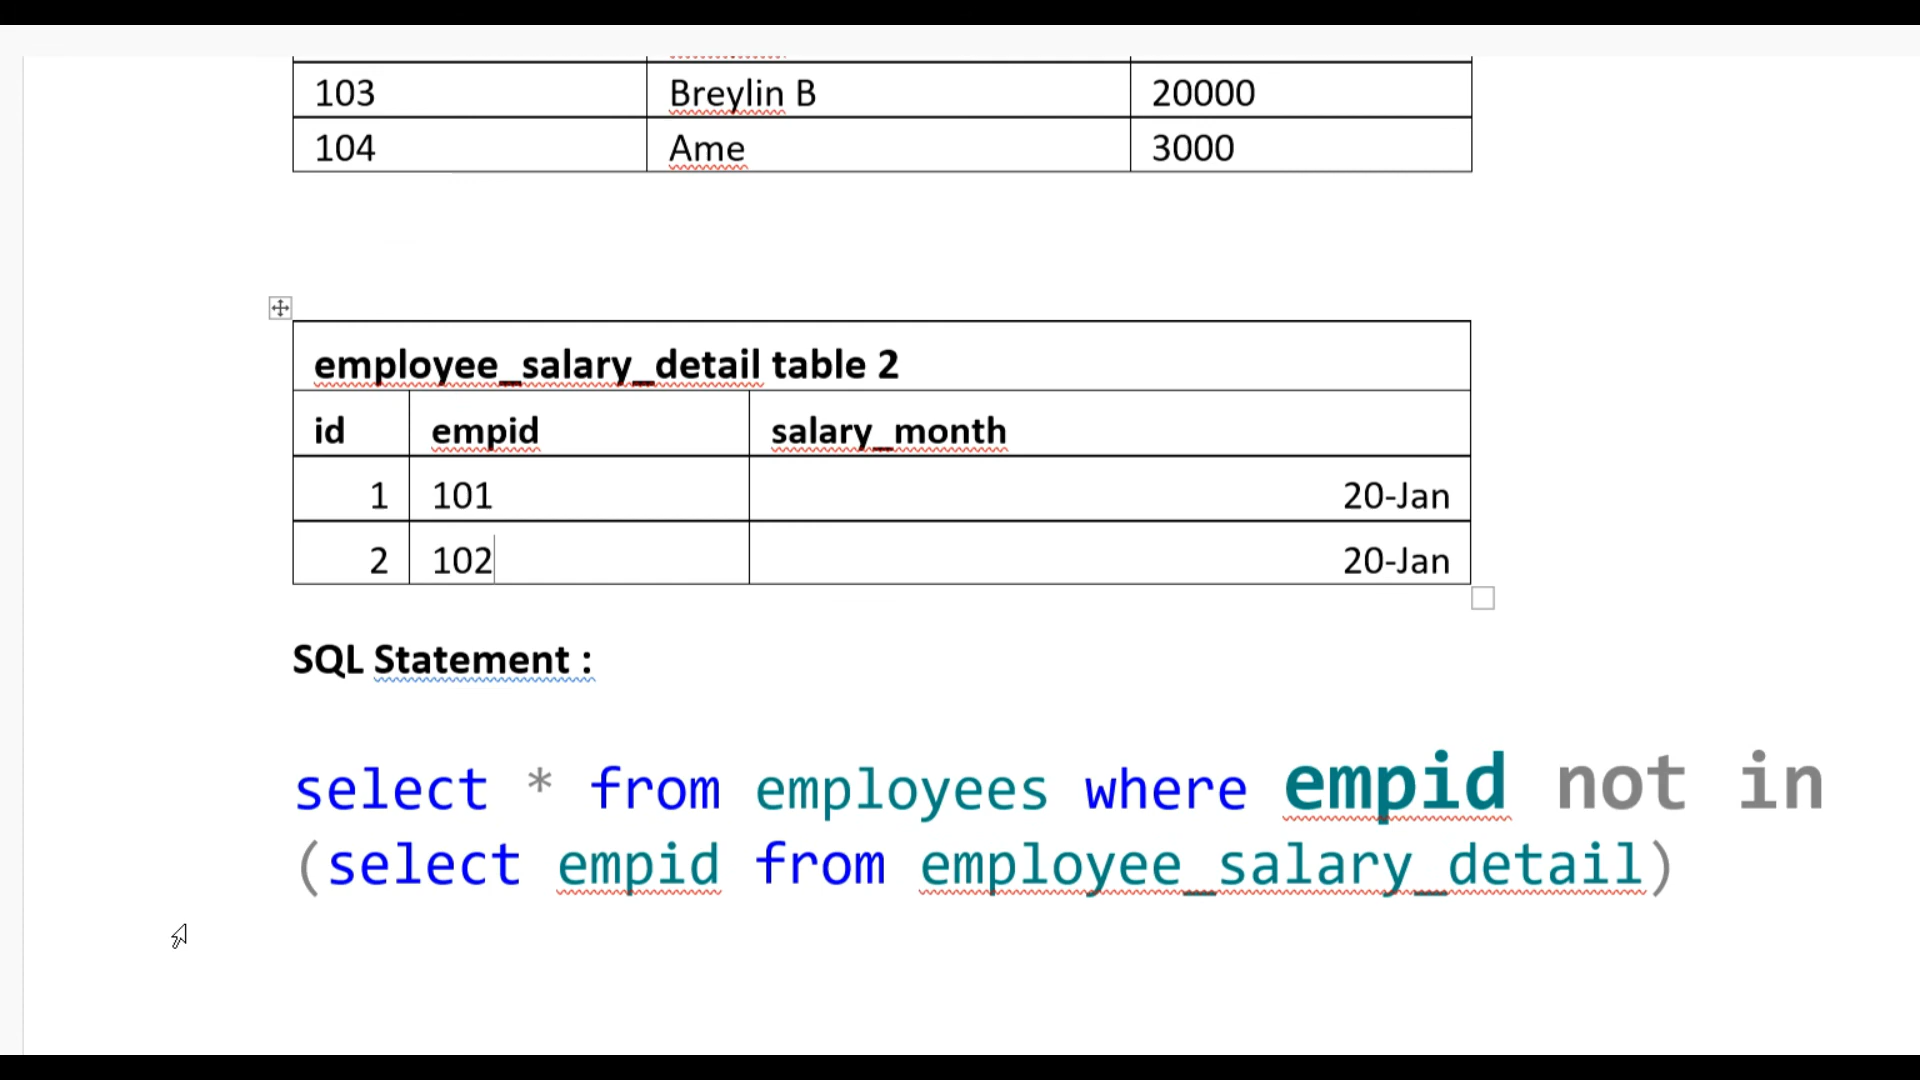 103 Breylin B 20000
104 Ame 3000
employee_salary_detail table 2
id empid salary_month
1 101 20-Jan
2 102 20-Jan
SQL Statement :
select * from employees where empid not in
(select empid from employee_salary_detail)